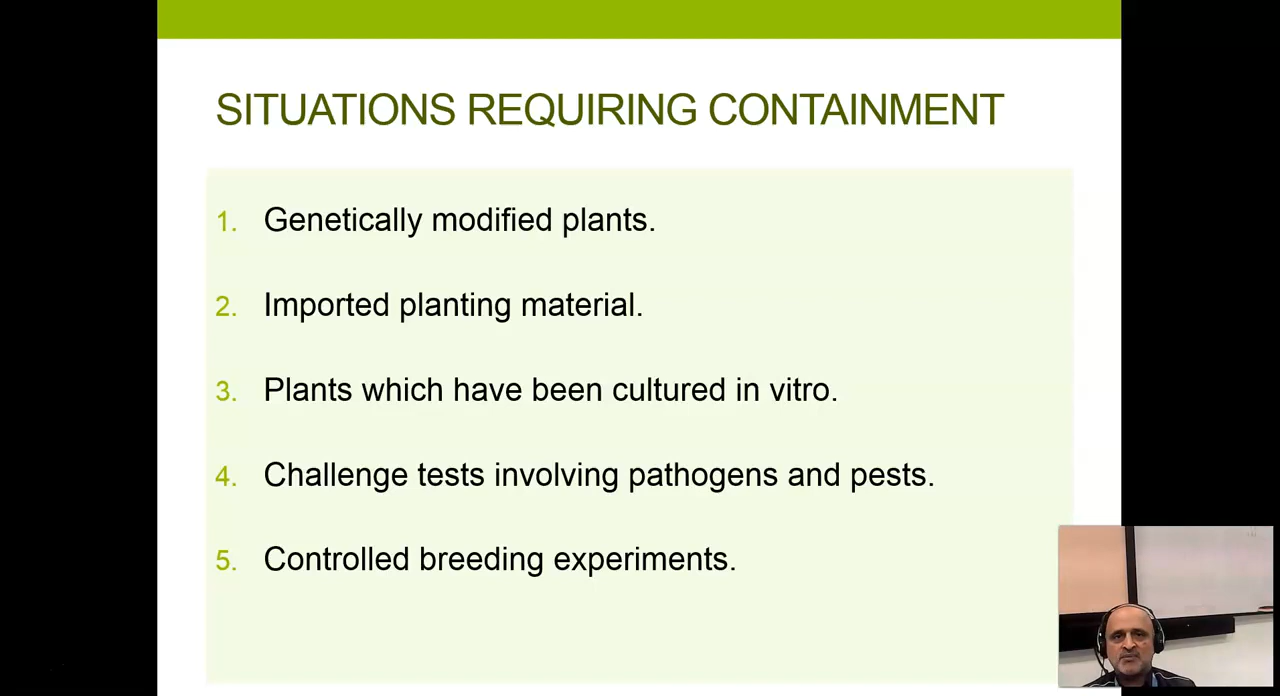 SITUATIONS REQUIRING CONTAINMENT
1. Genetically modified plants.
2. Imported planting material.
3. Plants which have been cultured in vitro.
4. Challenge tests involving pathogens and pests.
5. Controlled breeding experiments.